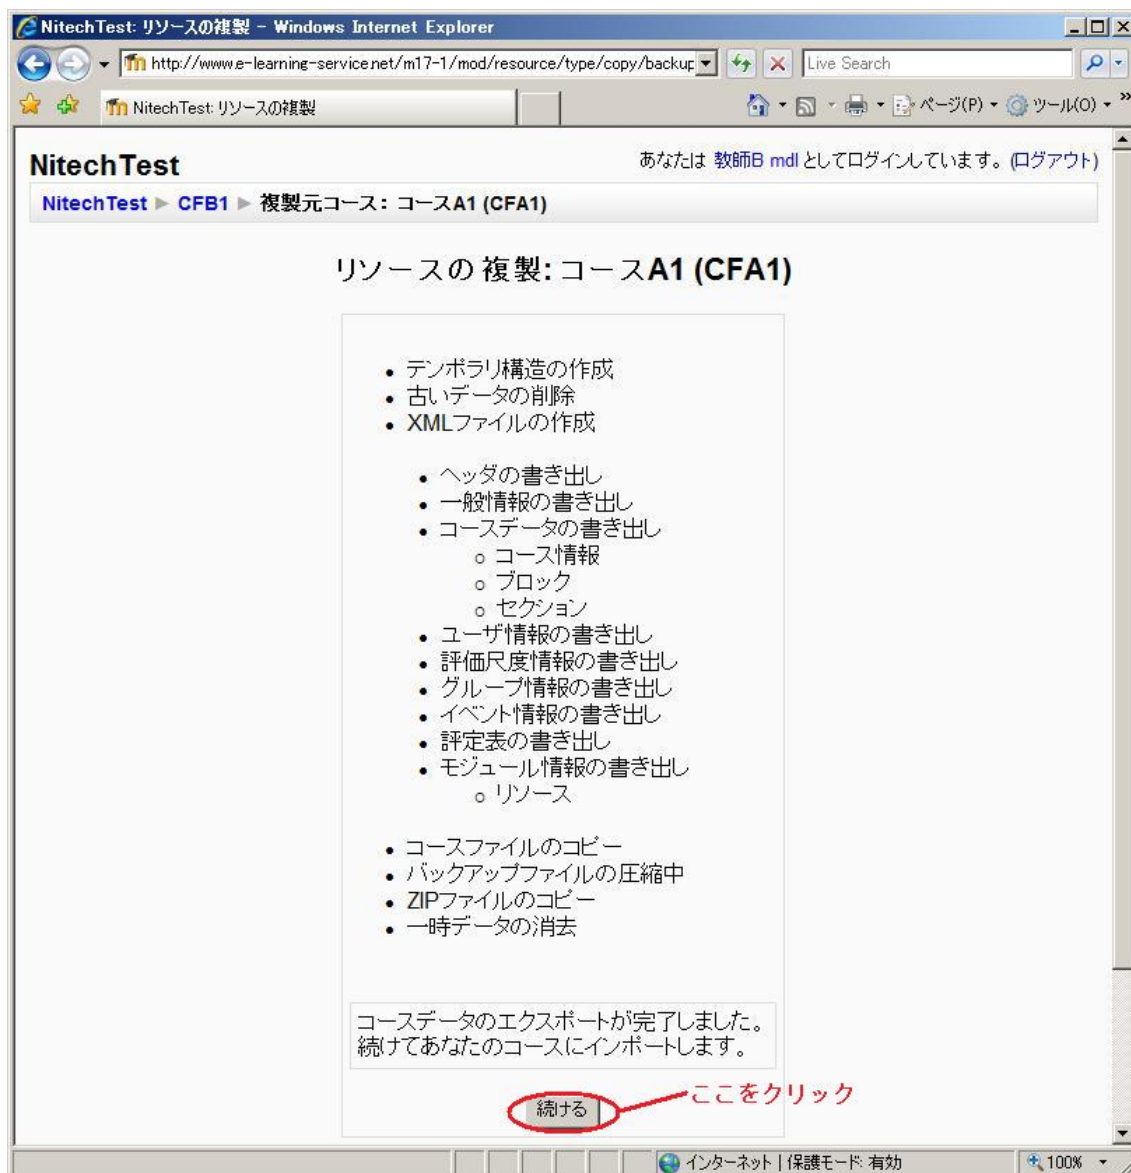 NitechTest: リソースの複製 - Windows Internet Explorer
http://www.e-learning-service.net/m17-1/mod/resource/type/copy/backup
Live Search
NitechTest: リソースの複製
ページ(P)
ツール(O)
NitechTest
あなたは 教師B mdl としてログインしています。(ログアウト)
NitechTest ► CFB1 ► 複製元コース: コースA1 (CFA1)
リソースの複製: コースA1 (CFA1)
• テンポラリ構造の作成
• 古いデータの削除
• XMLファイルの作成
• ヘッダの書き出し
• 一般情報の書き出し
• コースデータの書き出し
o コース情報
o ブロック
o セクション
• ユーザ情報の書き出し
• 評価尺度情報の書き出し
• グループ情報の書き出し
• イベント情報の書き出し
• 評定表の書き出し
• モジュール情報の書き出し
o リソース
• コースファイルのコピー
• バックアップファイルの圧縮中
• ZIPファイルのコピー
• 一時データの消去
コースデータのエクスポートが完了しました。
続けてあなたのコースにインポートします。
続ける
ここをクリック
インターネット | 保護モード: 有効
100%